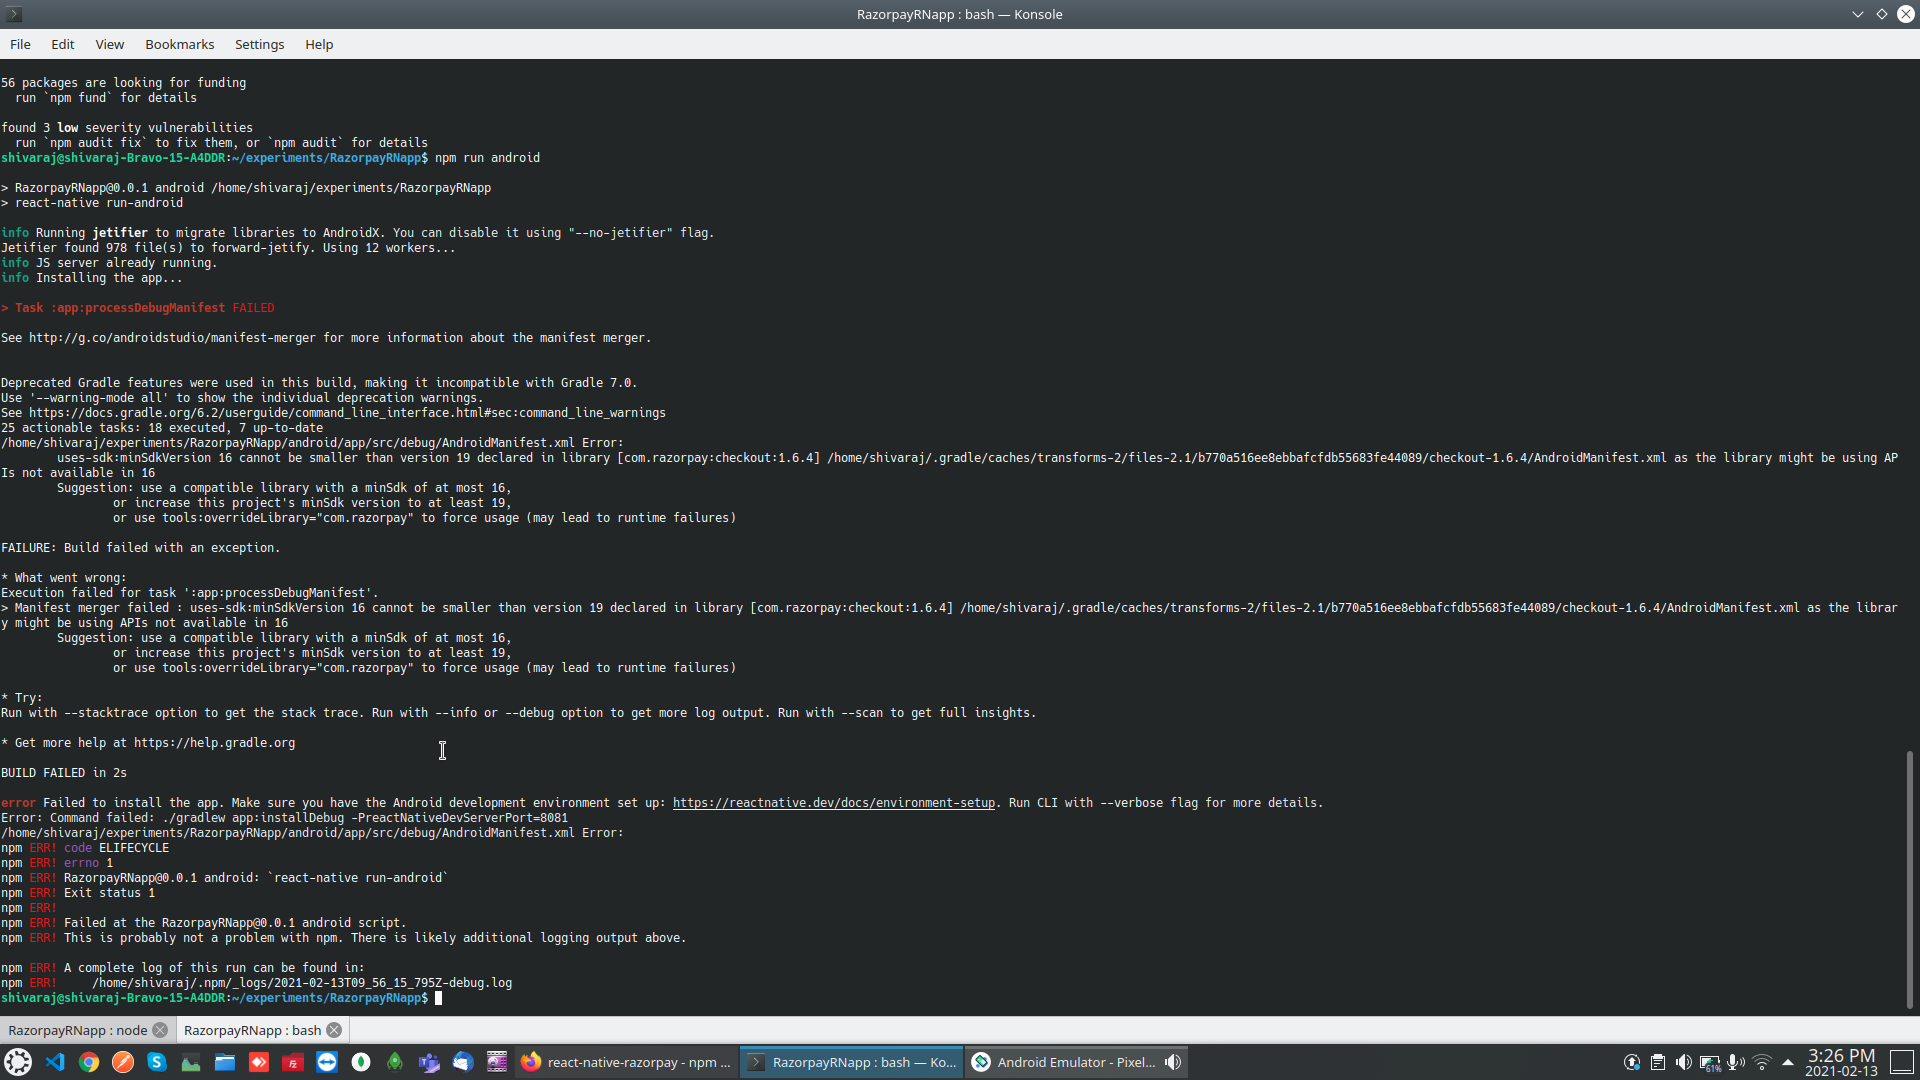 RazorpayRNapp : bash — Konsole
File Edit View Bookmarks Settings Help
56 packages are looking for funding
run `npm fund` for details
found 3 low severity vulnerabilities
run `npm audit fix` to fix them, or `npm audit` for details
shivaraj@shivaraj-Bravo-15-A4DDR:~/experiments/RazorpayRNapp$ npm run android
> RazorpayRNapp@0.0.1 android /home/shivaraj/experiments/RazorpayRNapp
> react-native run-android
info Running jetifier to migrate libraries to AndroidX. You can disable it using "--no-jetifier" flag.
Jetifier found 978 file(s) to forward-jetify. Using 12 workers...
info JS server already running.
info Installing the app...
> Task :app:processDebugManifest FAILED
See http://g.co/androidstudio/manifest-merger for more information about the manifest merger.
Deprecated Gradle features were used in this build, making it incompatible with Gradle 7.0.
Use '--warning-mode all' to show the individual deprecation warnings.
See https://docs.gradle.org/6.2/userguide/command_line_interface.html#sec:command_line_warnings
25 actionable tasks: 18 executed, 7 up-to-date
/home/shivaraj/experiments/RazorpayRNapp/android/app/src/debug/AndroidManifest.xml Error:
uses-sdk:minSdkVersion 16 cannot be smaller than version 19 declared in library [com.razorpay:checkout:1.6.4] /home/shivaraj/.gradle/caches/transforms-2/files-2.1/b770a516ee8ebbafcfdb55683fe44089/checkout-1.6.4/AndroidManifest.xml as the library might be using AP
Is not available in 16
Suggestion: use a compatible library with a minSdk of at most 16,
or increase this project's minSdk version to at least 19,
or use tools:overrideLibrary="com.razorpay" to force usage (may lead to runtime failures)
FAILURE: Build failed with an exception.
* What went wrong:
Execution failed for task ':app:processDebugManifest'.
> Manifest merger failed : uses-sdk:minSdkVersion 16 cannot be smaller than version 19 declared in library [com.razorpay:checkout:1.6.4] /home/shivaraj/.gradle/caches/transforms-2/files-2.1/b770a516ee8ebbafcfdb55683fe44089/checkout-1.6.4/AndroidManifest.xml as the librar
y might be using APIs not available in 16
Suggestion: use a compatible library with a minSdk of at most 16,
or increase this project's minSdk version to at least 19,
or use tools:overrideLibrary="com.razorpay" to force usage (may lead to runtime failures)
* Try:
Run with --stacktrace option to get the stack trace. Run with --info or --debug option to get more log output. Run with --scan to get full insights.
* Get more help at https://help.gradle.org
BUILD FAILED in 2s
error Failed to install the app. Make sure you have the Android development environment set up: https://reactnative.dev/docs/environment-setup. Run CLI with --verbose flag for more details.
Error: Command failed: ./gradlew app:installDebug -PreactNativeDevServerPort=8081
/home/shivaraj/experiments/RazorpayRNapp/android/app/src/debug/AndroidManifest.xml Error:
npm ERR! code ELIFECYCLE
npm ERR! errno 1
npm ERR! RazorpayRNapp@0.0.1 android: `react-native run-android`
npm ERR! Exit status 1
npm ERR!
npm ERR! Failed at the RazorpayRNapp@0.0.1 android script.
npm ERR! This is probably not a problem with npm. There is likely additional logging output above.
npm ERR! A complete log of this run can be found in:
npm ERR!     /home/shivaraj/.npm/_logs/2021-02-13T09_56_15_795Z-debug.log
shivaraj@shivaraj-Bravo-15-A4DDR:~/experiments/RazorpayRNapp$
RazorpayRNapp : node RazorpayRNapp : bash
react-native-razorpay - npm ... RazorpayRNapp : bash — Ko... Android Emulator - Pixel... 61% 3:26 PM
2021-02-13